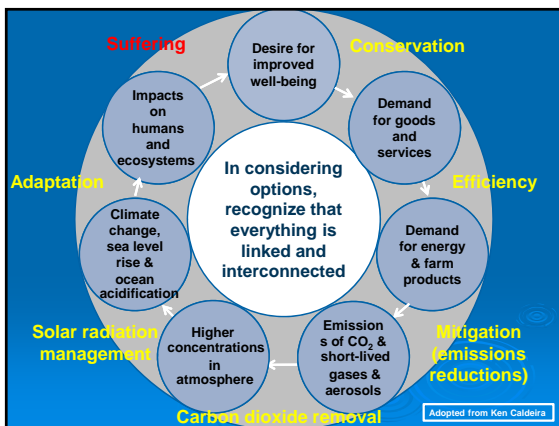 Suffering
Desire for
improved
well-being
Conservation
Impacts
on
humans
and
ecosystems
Demand
for goods
and
services
Adaptation
In considering
options,
recognize that
everything is
linked and
interconnected
Efficiency
Climate
change,
sea level
rise &
ocean
acidification
Demand
for energy
& farm
products
Solar radiation
management
Higher
concentrations
in
atmosphere
Emission
s of CO₂ &
short-lived
gases &
aerosols
Mitigation
(emissions
reductions)
Carbon dioxide removal
Adopted from Ken Caldeira